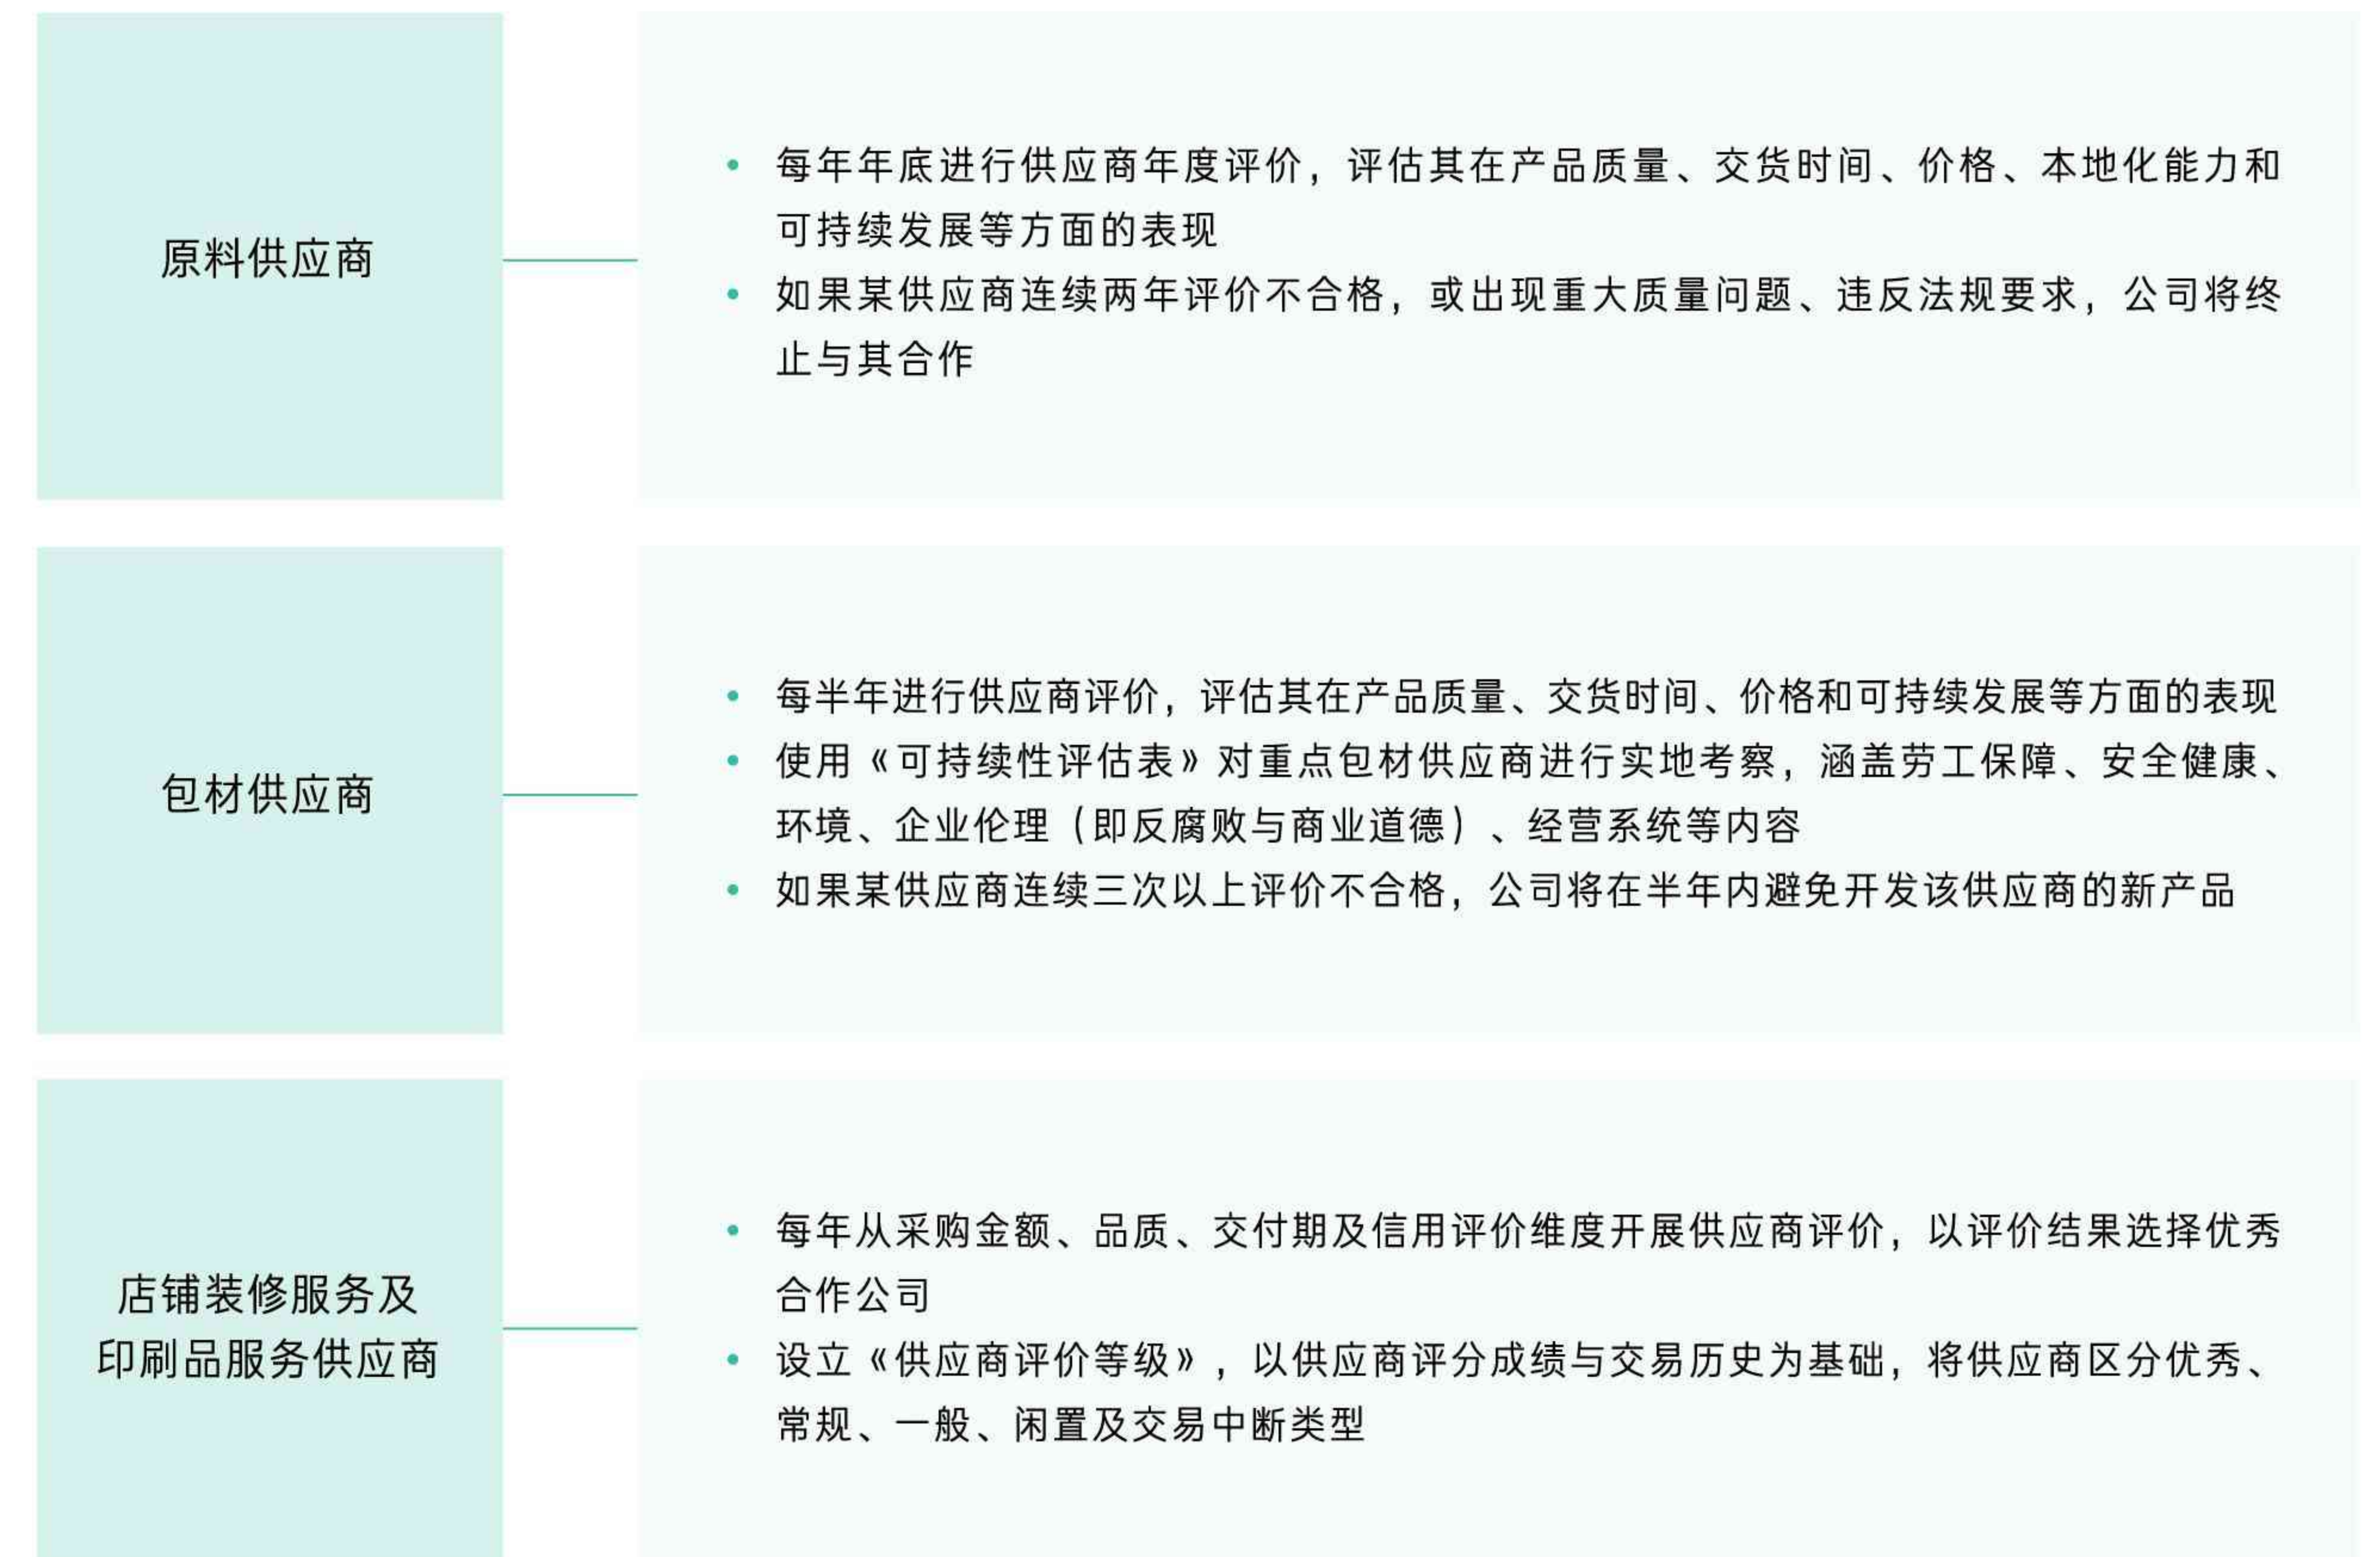 原料供应商
• 每年年底进行供应商年度评价，评估其在产品质量、交货时间、价格、本地化能力和
可持续发展等方面的表现
• 如果某供应商连续两年评价不合格，或出现重大质量问题、违反法规要求，公司将终
止与其合作
包材供应商
• 每半年进行供应商评价，评估其在产品质量、交货时间、价格和可持续发展等方面的表现
• 使用《可持续性评估表》对重点包材供应商进行实地考察，涵盖劳工保障、安全健康、
环境、企业伦理（即反腐败与商业道德）、经营系统等内容
• 如果某供应商连续三次以上评价不合格，公司将在半年内避免开发该供应商的新产品
店铺装修服务及
印刷品服务供应商
• 每年从采购金额、品质、交付期及信用评价维度开展供应商评价，以评价结果选择优秀
合作公司
• 设立《供应商评价等级》，以供应商评分成绩与交易历史为基础，将供应商区分优秀、
常规、一般、闲置及交易中断类型